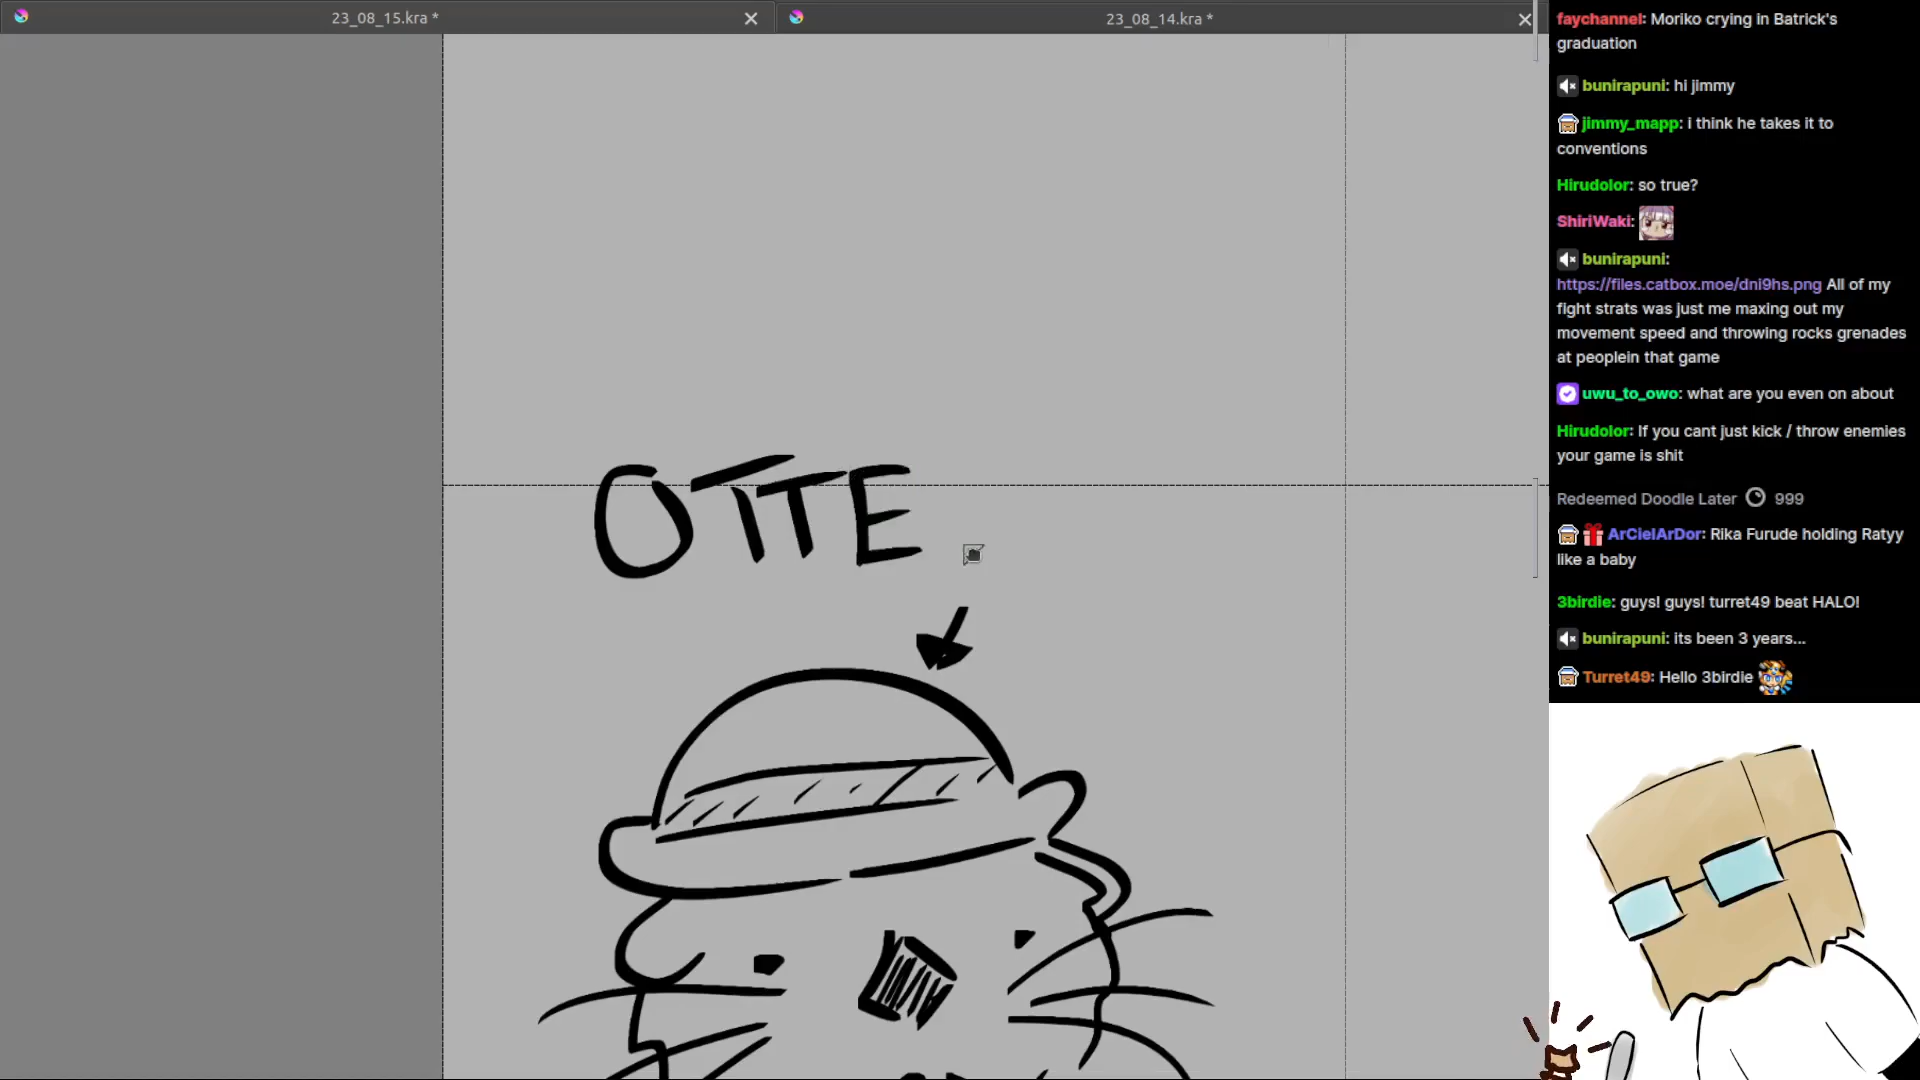 23_08_15.kra *
23_08_14.kra *
OTTE
faychannel: Moriko crying in Batrick's
graduation
bunirapuni: hi jimmy
jimmy_mapp: i think he takes it to
conventions
Hirudolor: so true?
ShiriWaki:
bunirapuni:
https://files.catbox.moe/dni9hs.png All of my
fight strats was just me maxing out my
movement speed and throwing rocks grenades
at peoplein that game
uwu_to_owo: what are you even on about
Hirudolor: If you cant just kick / throw enemies
your game is shit
Redeemed Doodle Later 999
ArCielArDor: Rika Furude holding Ratyy
like a baby
3birdie: guys! guys! turret49 beat HALO!
bunirapuni: its been 3 years...
Turret49: Hello 3birdie